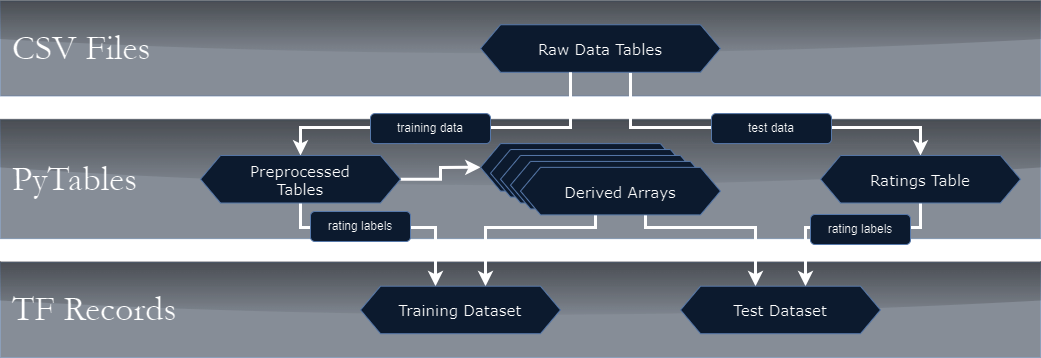 CSV Files
Raw Data Tables
training data
test data
PyTables
Preprocessed
Tables
Derived Arrays
Ratings Table
rating labels
rating labels
TF Records
Training Dataset
Test Dataset